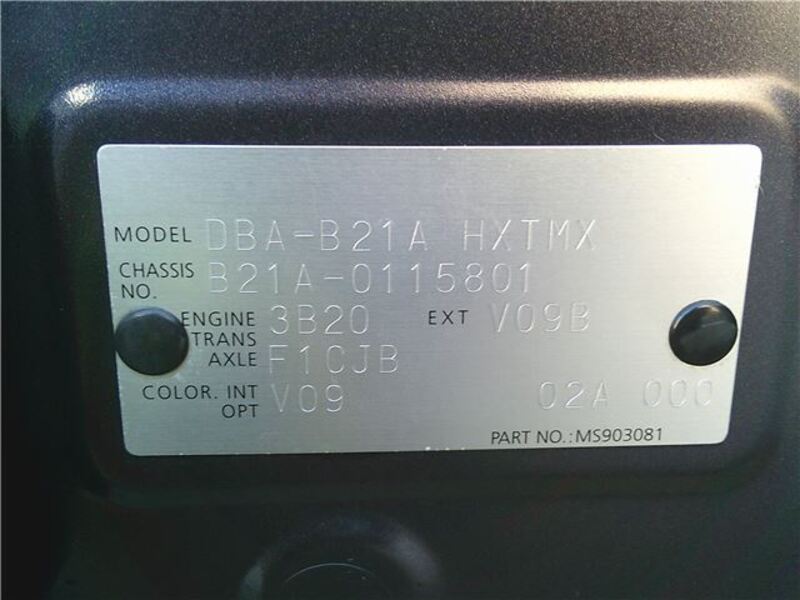 MODEL DBA-B21A HXTMX
CHASSIS NO. B21A-0115801
ENGINE 3B20 EXT V09B
TRANS AXLE F1CJB
COLOR. INT OPT V09 02A 000
PART NO.:MS903081